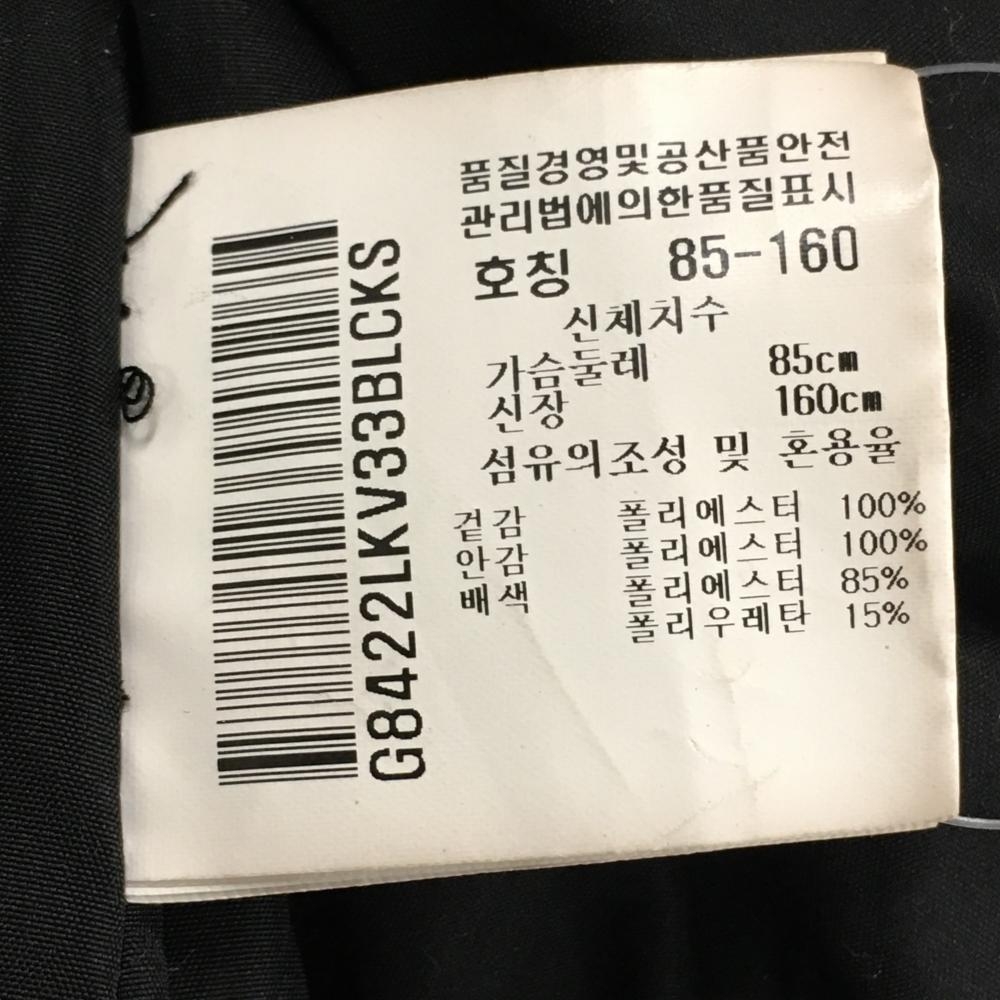 품질경영및공산품안전
관리법에의한품질표시
호칭 85-160
신체치수
가슴둘레 85cm
신장 160cm
섬유의조성 및 혼용율
겉감 폴리에스터 100%
안감 폴리에스터 100%
배색 폴리에스터 85%
폴리우레탄 15%
G8422LKV33BLCKS